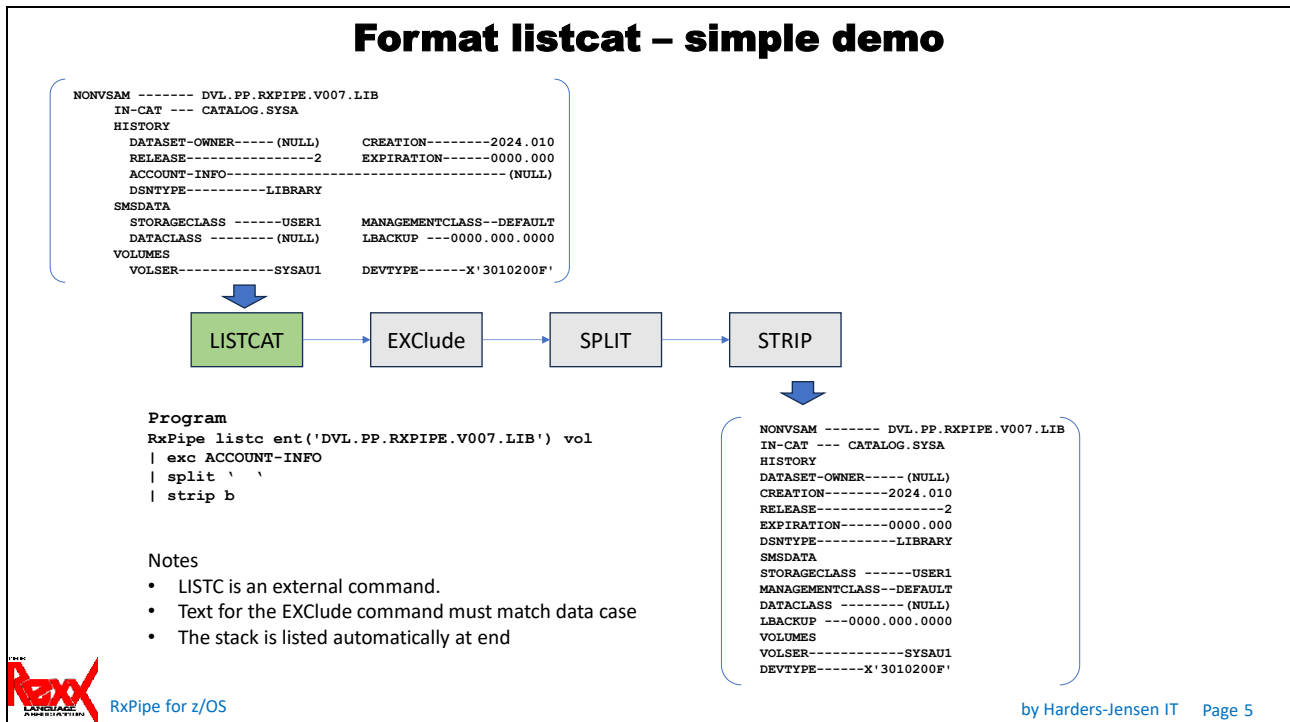 Format listcat – simple demo
NONVSAM ------- DVL.PP.RXPIPE.V007.LIB
IN-CAT --- CATALOG.SYSA
HISTORY
DATASET-OWNER-----(NULL)     CREATION--------2024.010
RELEASE----------------2     EXPIRATION------0000.000
ACCOUNT-INFO-----------------------------------(NULL)
DSNTYPE----------LIBRARY
SMSDATA
STORAGECLASS ------USER1     MANAGEMENTCLASS--DEFAULT
DATACLASS --------(NULL)     LBACKUP ---0000.000.0000
VOLUMES
VOLSER------------SYSAU1     DEVTYPE------X'3010200F'
LISTCAT
EXClude
SPLIT
STRIP
Program
RxPipe listc ent('DVL.PP.RXPIPE.V007.LIB') vol
| exc ACCOUNT-INFO
| split ‘  ‘
| strip b
Notes
• LISTC is an external command.
• Text for the EXClude command must match data case
• The stack is listed automatically at end
NONVSAM ------- DVL.PP.RXPIPE.V007.LIB
IN-CAT --- CATALOG.SYSA
HISTORY
DATASET-OWNER-----(NULL)
CREATION--------2024.010
RELEASE----------------2
EXPIRATION------0000.000
DSNTYPE----------LIBRARY
SMSDATA
STORAGECLASS ------USER1
MANAGEMENTCLASS--DEFAULT
DATACLASS --------(NULL)
LBACKUP ---0000.000.0000
VOLUMES
VOLSER------------SYSAU1
DEVTYPE------X'3010200F'
THE
Rexx
LANGUAGE
ASSOCIATION
RxPipe for z/OS
by Harders-Jensen IT Page 5